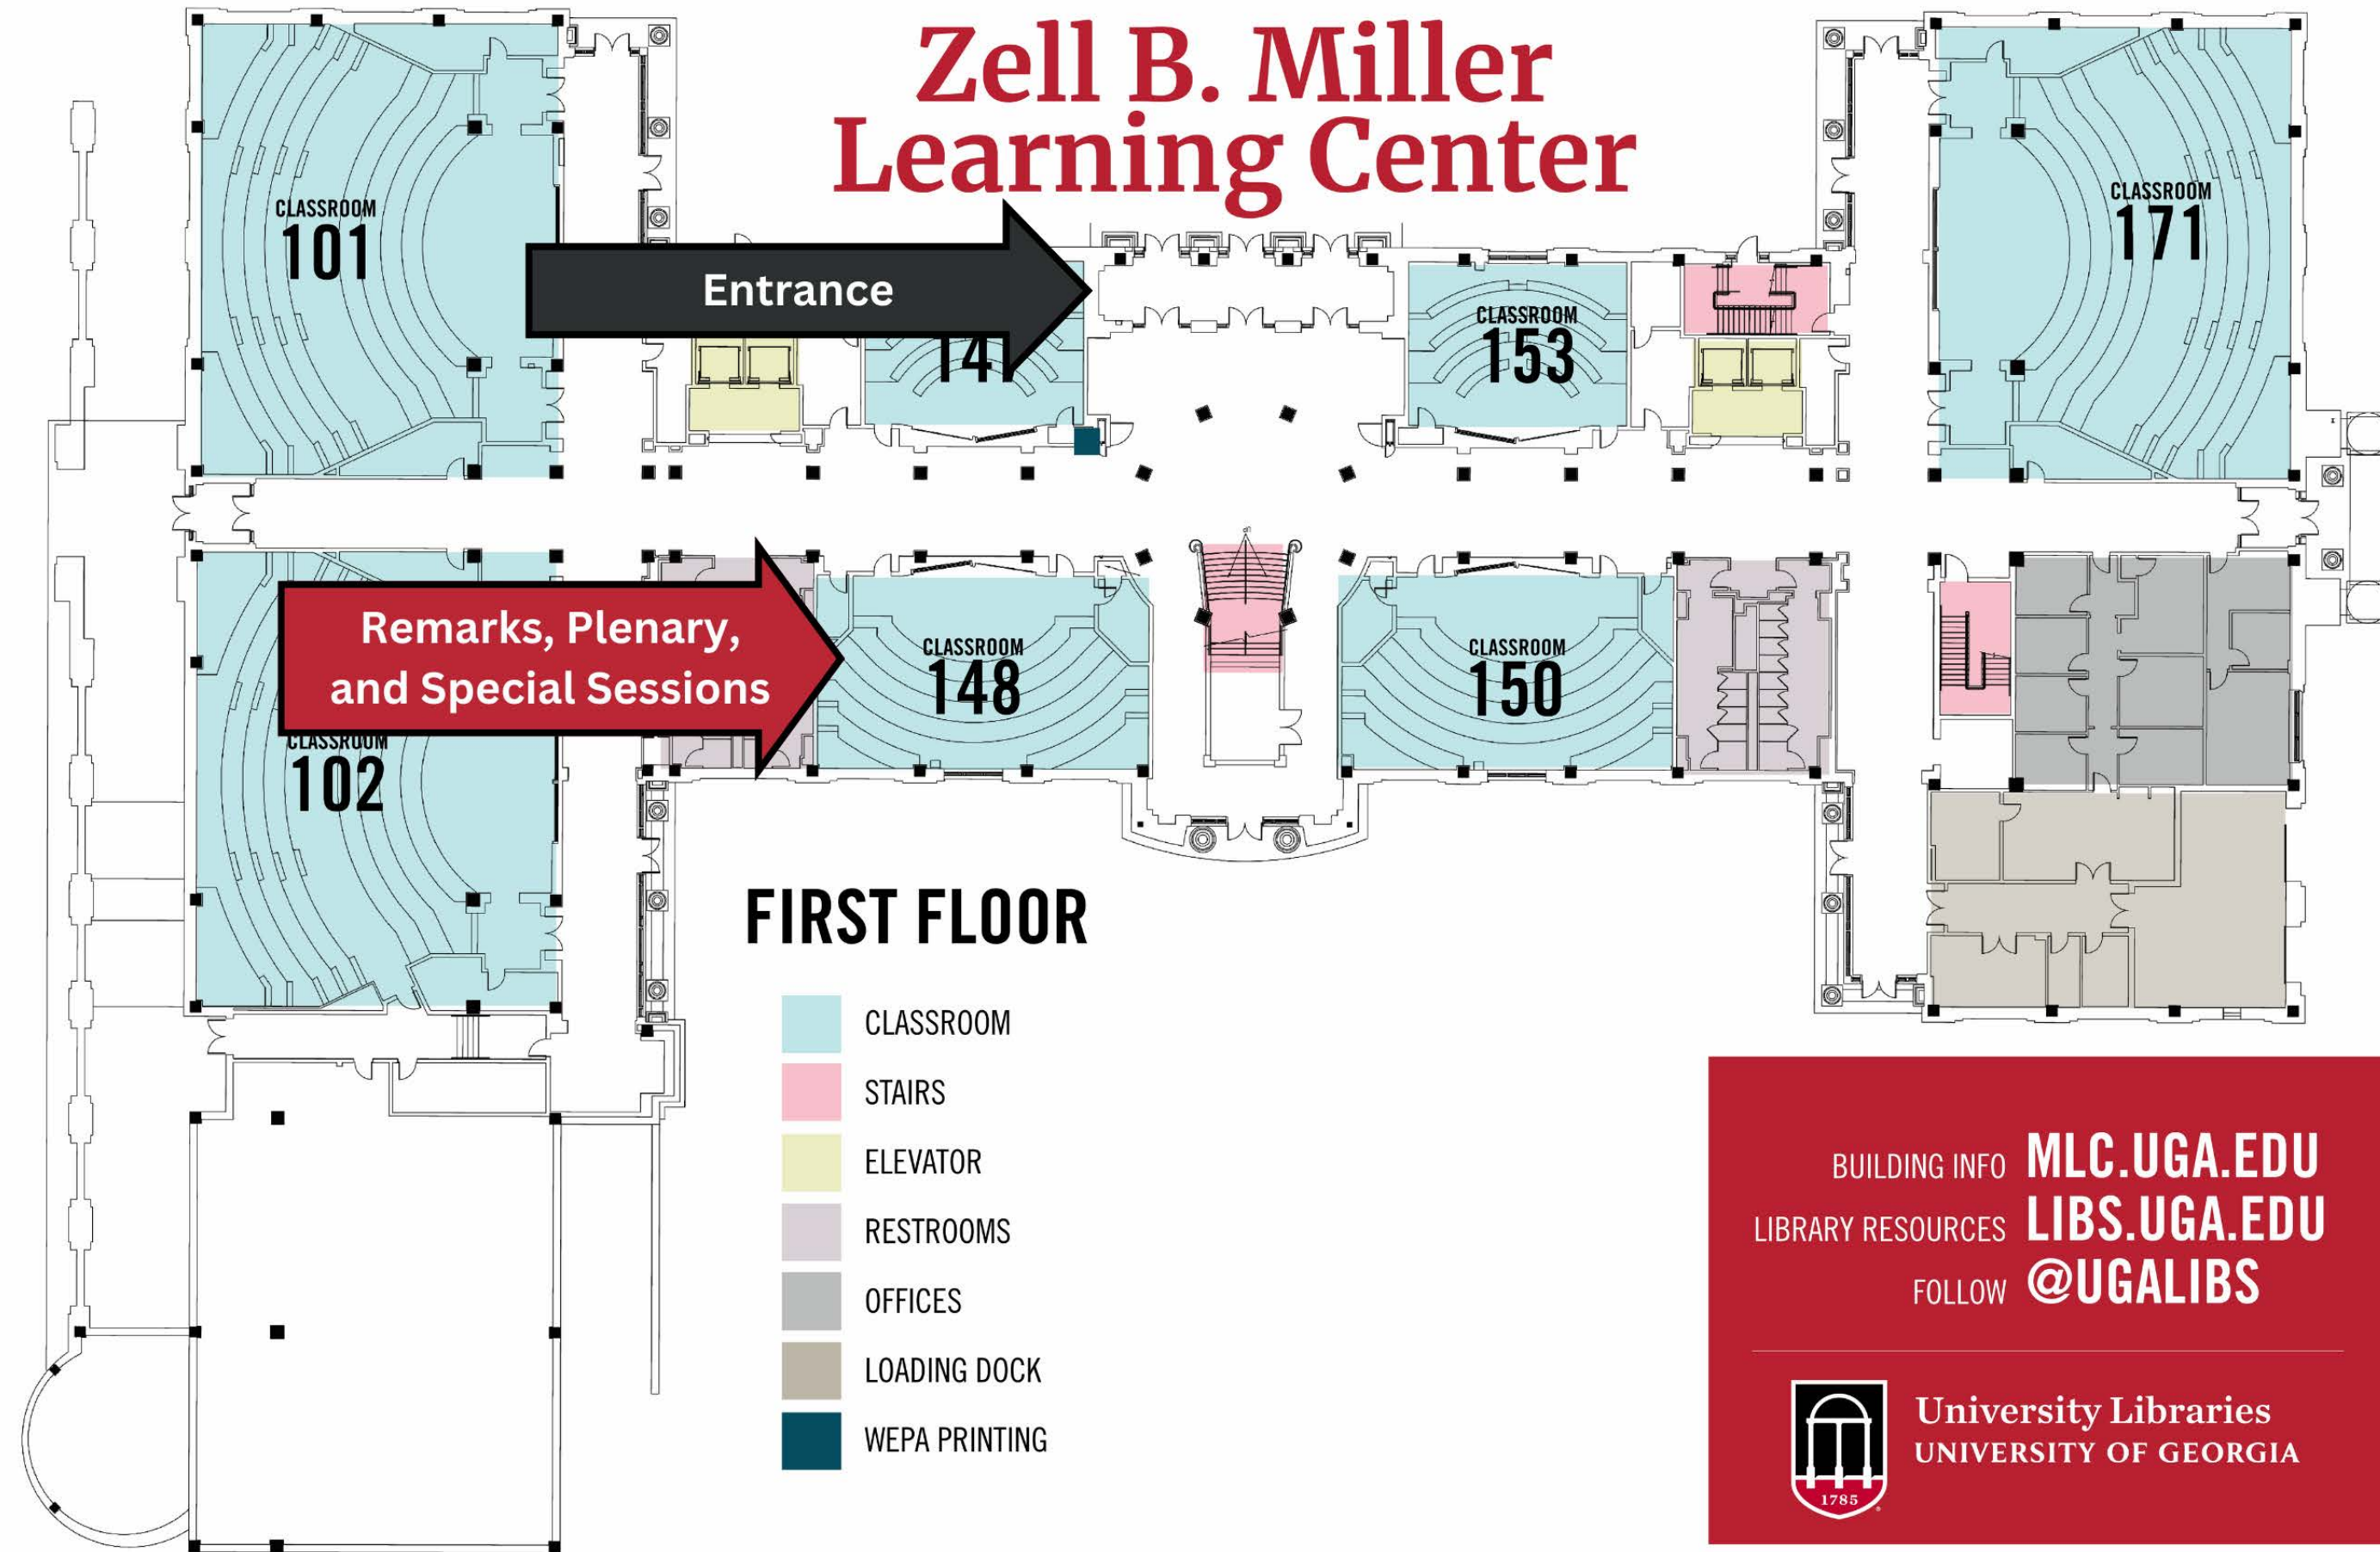 Zell B. Miller
Learning Center
CLASSROOM
101
Entrance
CLASSROOM
153
CLASSROOM
171
Remarks, Plenary,
and Special Sessions
CLASSROOM
148
CLASSROOM
150
CLASSROOM
102
FIRST FLOOR
CLASSROOM
STAIRS
ELEVATOR
RESTROOMS
OFFICES
LOADING DOCK
WEPA PRINTING
BUILDING INFO MLC.UGA.EDU
LIBRARY RESOURCES LIBS.UGA.EDU
FOLLOW @UGALIBS
University Libraries
UNIVERSITY OF GEORGIA
1785